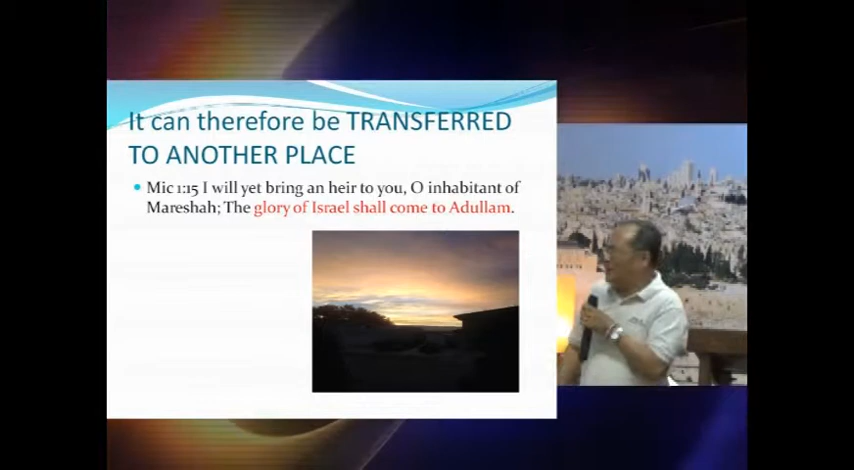 It can therefore be TRANSFERRED
TO ANOTHER PLACE
Mic 1:15 I will yet bring an heir to you, O inhabitant of
Mareshah; The glory of Israel shall come to Adullam.